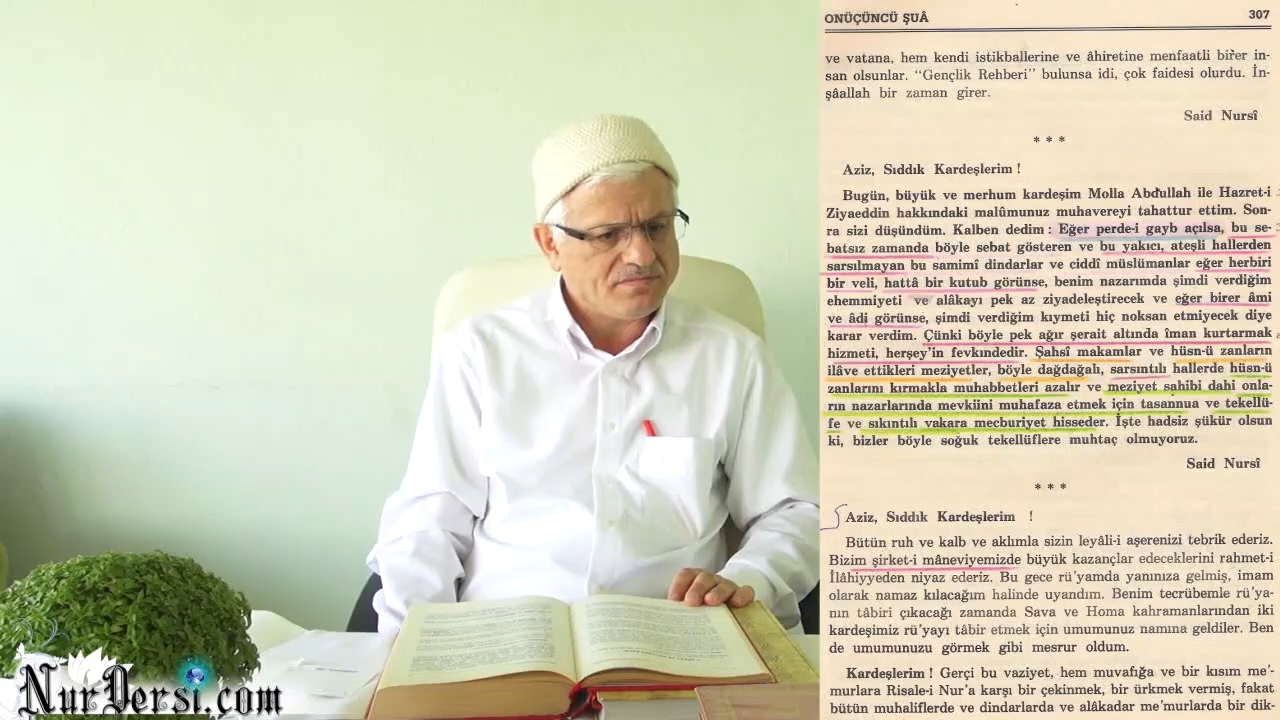 ONÜÇÜNCÜ ŞUÂ 307
ve vatana, hem kendi istikballerine ve âhiretine menfaatli birer in-
san olsunlar. "Gençlik Rehberi" bulunsa idi, çok faidesi olurdu. İn-
şâallah bir zaman girer.
Said Nursî
* * *
Aziz, Sıddık Kardeşlerim !
Bugün, büyük ve merhum kardeşim Molla Abdullah ile Hazret-i
Ziyaeddin hakkındaki malûmunuz muhavereyi tahattur ettim. Son-
ra sizi düşündüm. Kalben dedim : Eğer perde-i gayb açılsa, bu se-
batsız zamanda böyle sebat gösteren ve bu yakıcı, ateşli hallerden
sarsılmayan bu samimî dindarlar ve ciddî müslümanlar eğer herbiri
bir veli, hattâ bir kutub görünse, benim nazarımda şimdi verdiğim
ehemmiyeti ve alâkayı pek az ziyadeleştirecek ve eğer birer âmi
ve âdi görünse, şimdi verdiğim kıymeti hiç noksan etmiyecek diye
karar verdim. Çünki böyle pek ağır şerait altında îman kurtarmak
hizmeti, herşey'in fevkındedir. Şahsî makamlar ve hüsn-ü zanların
ilâve ettikleri meziyetler, böyle dağdağalı, sarsıntılı hallerde hüsn-ü
zanlarını kırmakla muhabbetleri azalır ve meziyet sahibi dahi onla-
rın nazarlarında mevkiini muhafaza etmek için tasannua ve tekellü-
fe ve sıkıntılı vakara mecburiyet hisseder. İşte hadsiz şükür olsun
ki, bizler böyle soğuk tekellüflere muhtaç olmuyoruz.
Said Nursî
* * *
Aziz, Sıddık Kardeşlerim !
Bütün ruh ve kalb ve aklımla sizin leyâli-i aşerenizi tebrik ederiz.
Bizim şirket-i mâneviyemizde büyük kazançlar edeceklerini rahmet-i
İlâhiyyeden niyaz ederiz. Bu gece rü'yamda yanınıza gelmiş, imam
olarak namaz kılacağım halinde uyandım. Benim tecrübemle rü'ya-
nın tâbiri çıkacağı zamanda Sava ve Homa kahramanlarından iki
kardeşimiz rü'yayı tâbir etmek için umumunuz namına geldiler. Ben
de umumunuzu görmek gibi mesrur oldum.
Kardeşlerim ! Gerçi bu vaziyet, hem muvafığa ve bir kısım me'-
murlara Risale-i Nur'a karşı bir çekinmek, bir ürkmek vermiş, fakat
bütün muhaliflerde ve dindarlarda ve alâkadar me'murlarda bir dik-
NurDersi.com